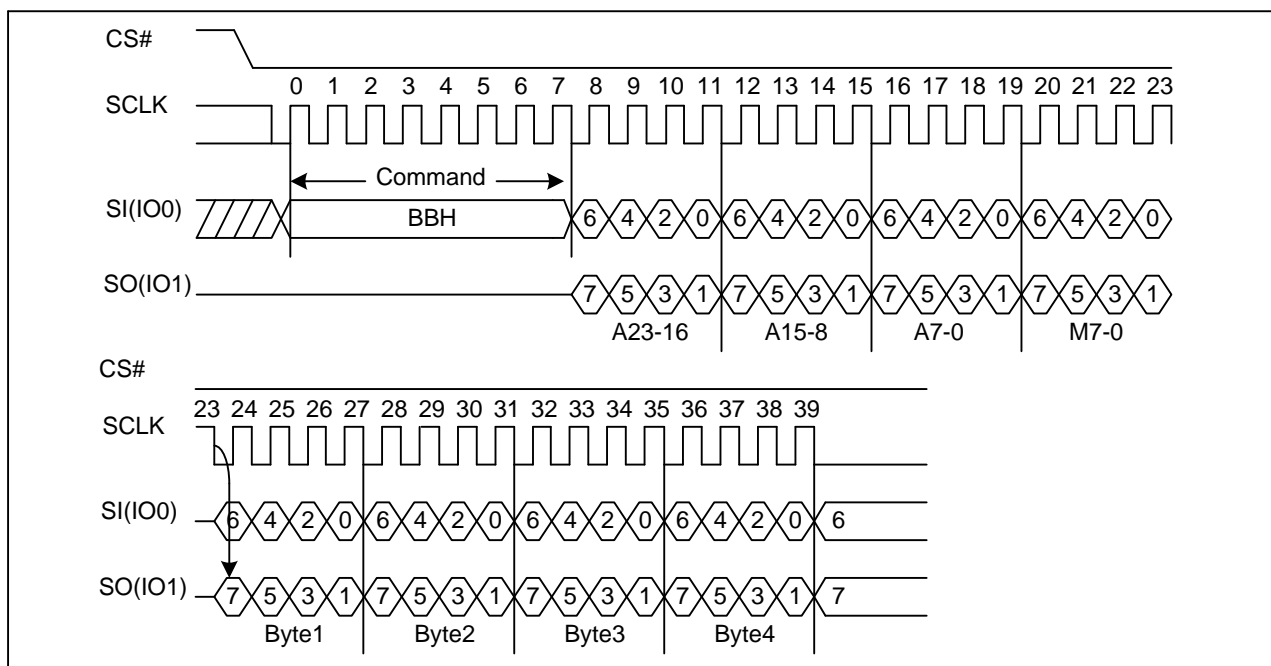 CS#
0 1 2 3 4 5 6 7 8 9 10 11 12 13 14 15 16 17 18 19 20 21 22 23
SCLK
Command
SI(IO0) BBH 6 4 2 0 6 4 2 0 6 4 2 0 6 4 2 0
SO(IO1) 7 5 3 1 7 5 3 1 7 5 3 1 7 5 3 1
A23-16 A15-8 A7-0 M7-0
CS#
23 24 25 26 27 28 29 30 31 32 33 34 35 36 37 38 39
SCLK
SI(IO0) 6 4 2 0 6 4 2 0 6 4 2 0 6 4 2 0 6
SO(IO1) 7 5 3 1 7 5 3 1 7 5 3 1 7 5 3 1 7
Byte1 Byte2 Byte3 Byte4